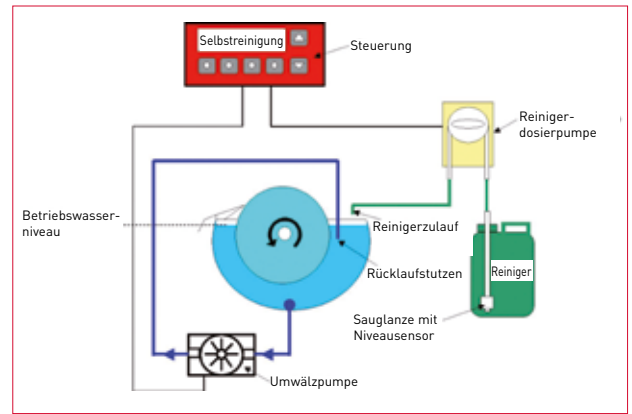 Selbstreinigung
Steuerung
Reiniger-
dosierpumpe
Betriebswasser-
niveau
Reinigerzulauf
Rücklaufstutzen
Reiniger
Sauglanze mit
Niveausensor
Umwälzpumpe